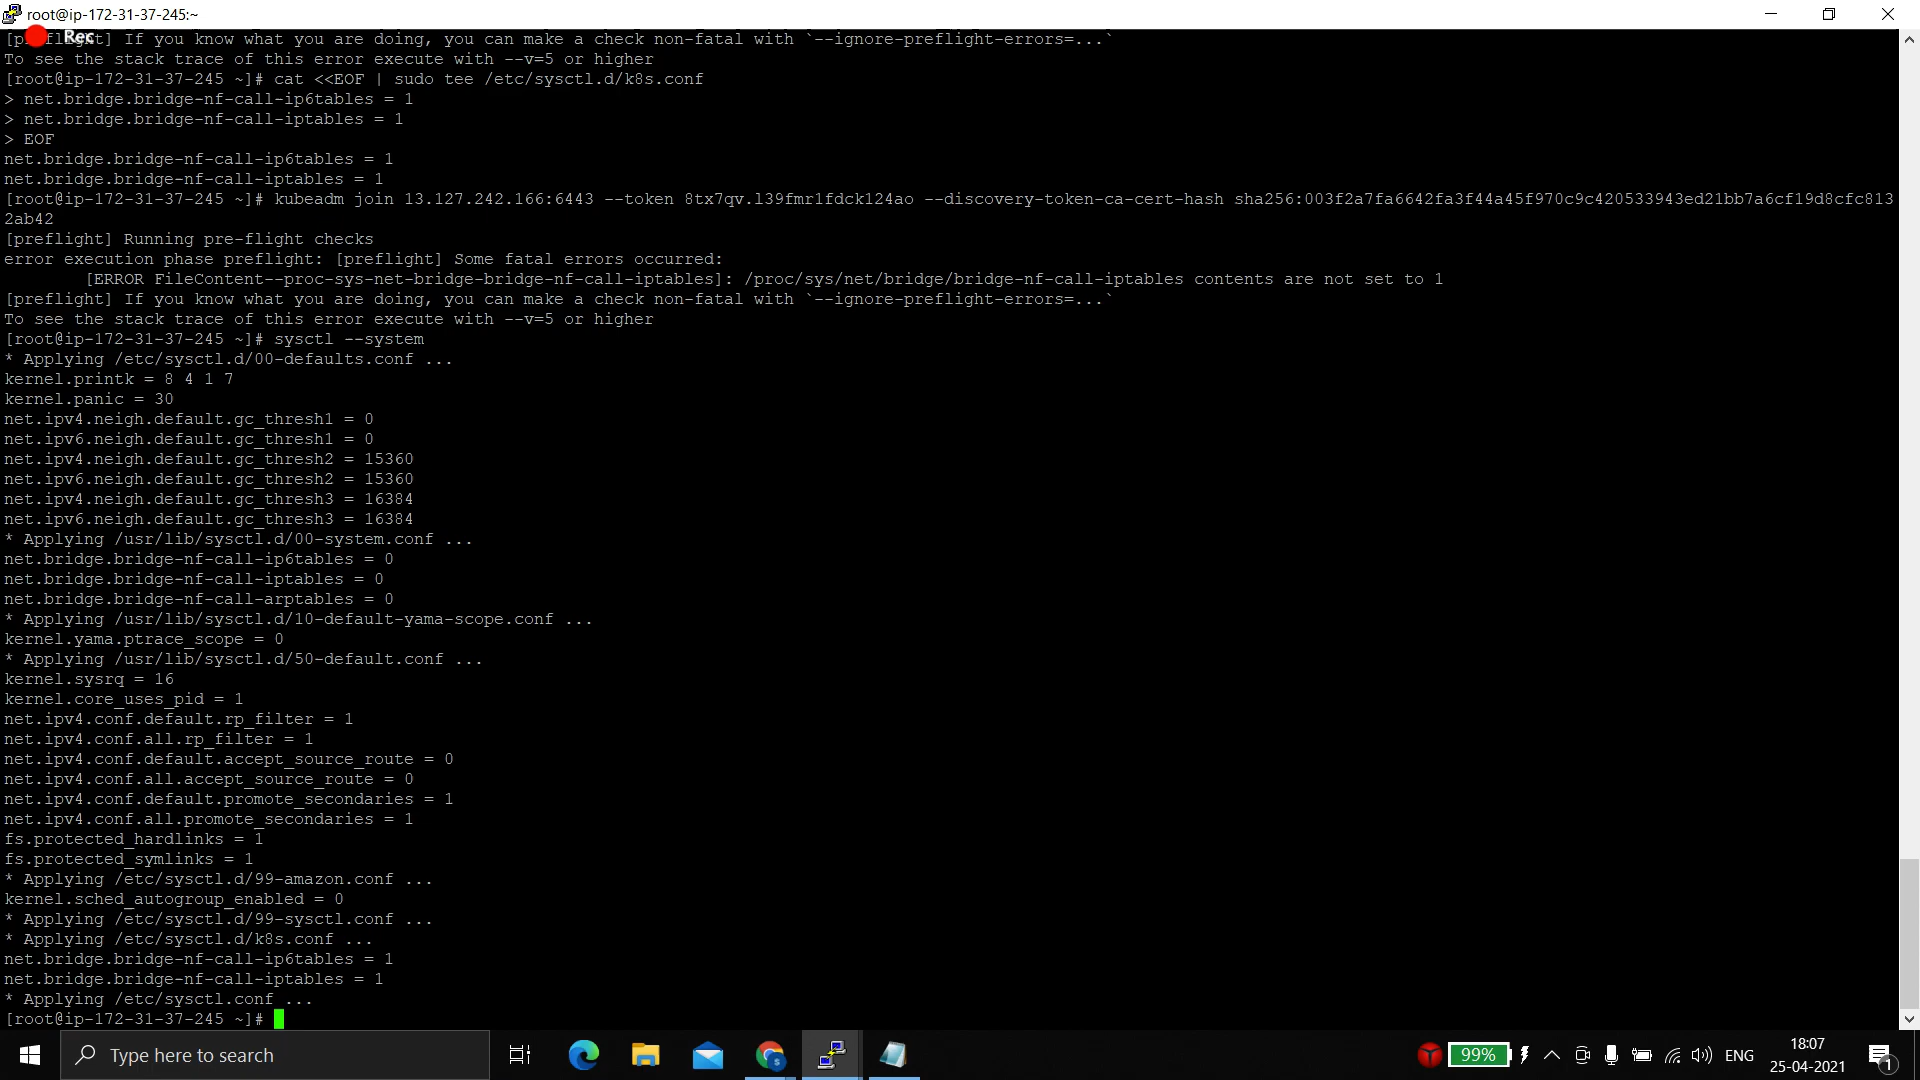 root@ip-172-31-37-245:~
Rec
[preflight] If you know what you are doing, you can make a check non-fatal with `--ignore-preflight-errors=...`
To see the stack trace of this error execute with --v=5 or higher
[root@ip-172-31-37-245 ~]# cat <<EOF | sudo tee /etc/sysctl.d/k8s.conf
> net.bridge.bridge-nf-call-ip6tables = 1
> net.bridge.bridge-nf-call-iptables = 1
> EOF
net.bridge.bridge-nf-call-ip6tables = 1
net.bridge.bridge-nf-call-iptables = 1
[root@ip-172-31-37-245 ~]# kubeadm join 13.127.242.166:6443 --token 8tx7qv.l39fmr1fdck124ao --discovery-token-ca-cert-hash sha256:003f2a7fa6642fa3f44a45f970c9c420533943ed21bb7a6cf19d8cfc813
2ab42
[preflight] Running pre-flight checks
error execution phase preflight: [preflight] Some fatal errors occurred:
[ERROR FileContent--proc-sys-net-bridge-bridge-nf-call-iptables]: /proc/sys/net/bridge/bridge-nf-call-iptables contents are not set to 1
[preflight] If you know what you are doing, you can make a check non-fatal with `--ignore-preflight-errors=...`
To see the stack trace of this error execute with --v=5 or higher
[root@ip-172-31-37-245 ~]# sysctl --system
* Applying /etc/sysctl.d/00-defaults.conf ...
kernel.printk = 8 4 1 7
kernel.panic = 30
net.ipv4.neigh.default.gc_thresh1 = 0
net.ipv6.neigh.default.gc_thresh1 = 0
net.ipv4.neigh.default.gc_thresh2 = 15360
net.ipv6.neigh.default.gc_thresh2 = 15360
net.ipv4.neigh.default.gc_thresh3 = 16384
net.ipv6.neigh.default.gc_thresh3 = 16384
* Applying /usr/lib/sysctl.d/00-system.conf ...
net.bridge.bridge-nf-call-ip6tables = 0
net.bridge.bridge-nf-call-iptables = 0
net.bridge.bridge-nf-call-arptables = 0
* Applying /usr/lib/sysctl.d/10-default-yama-scope.conf ...
kernel.yama.ptrace_scope = 0
* Applying /usr/lib/sysctl.d/50-default.conf ...
kernel.sysrq = 16
kernel.core_uses_pid = 1
net.ipv4.conf.default.rp_filter = 1
net.ipv4.conf.all.rp_filter = 1
net.ipv4.conf.default.accept_source_route = 0
net.ipv4.conf.all.accept_source_route = 0
net.ipv4.conf.default.promote_secondaries = 1
net.ipv4.conf.all.promote_secondaries = 1
fs.protected_hardlinks = 1
fs.protected_symlinks = 1
* Applying /etc/sysctl.d/99-amazon.conf ...
kernel.sched_autogroup_enabled = 0
* Applying /etc/sysctl.d/99-sysctl.conf ...
* Applying /etc/sysctl.d/k8s.conf ...
net.bridge.bridge-nf-call-ip6tables = 1
net.bridge.bridge-nf-call-iptables = 1
* Applying /etc/sysctl.conf ...
[root@ip-172-31-37-245 ~]#
Type here to search
99%
ENG
18:07
25-04-2021
1